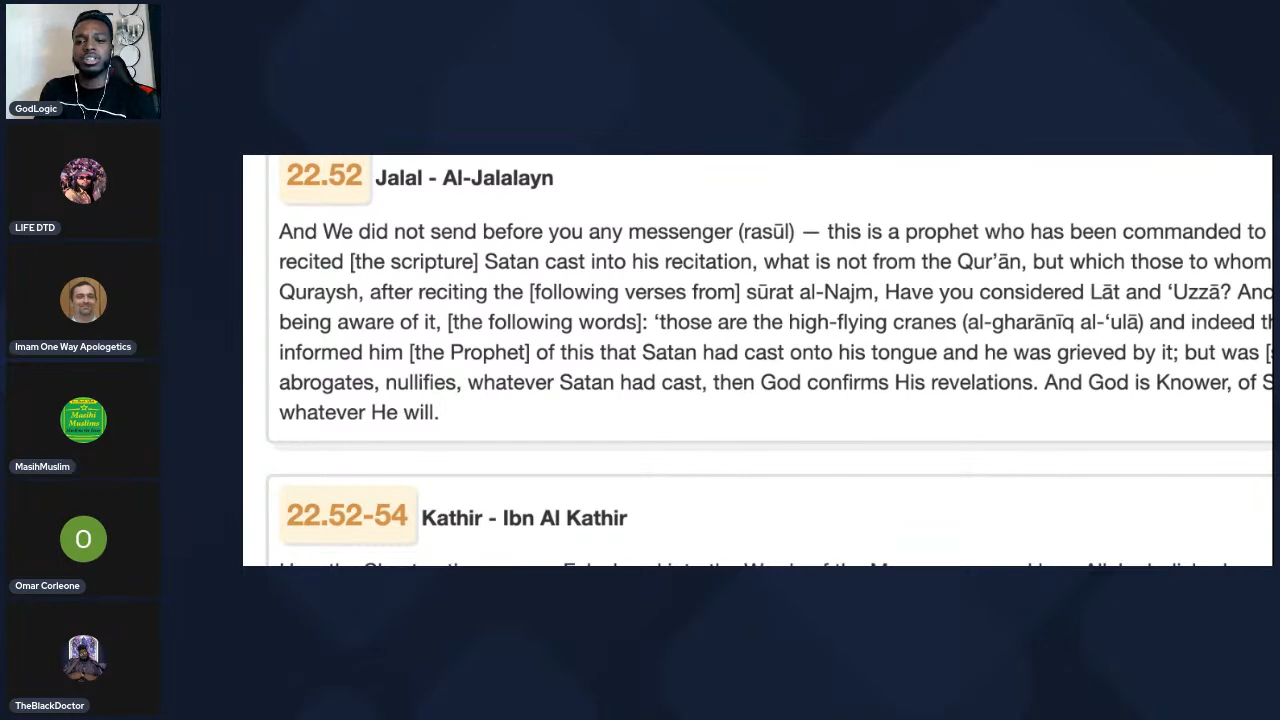 GodLogic
LIFE DTD
Imam One Way Apologetics
MasihMuslim
O
Omar Corleone
TheBlackDoctor
22.52 Jalal - Al-Jalalayn
And We did not send before you any messenger (rasūl) — this is a prophet who has been commanded to
recited [the scripture] Satan cast into his recitation, what is not from the Qur’ān, but which those to whom
Quraysh, after reciting the [following verses from] sūrat al-Najm, Have you considered Lāt and ‘Uzzā? And
being aware of it, [the following words]: ‘those are the high-flying cranes (al-gharānīq al-‘ulā) and indeed
informed him [the Prophet] of this that Satan had cast onto his tongue and he was grieved by it; but was
abrogates, nullifies, whatever Satan had cast, then God confirms His revelations. And God is Knower, of
whatever He will.
22.52-54 Kathir - Ibn Al Kathir